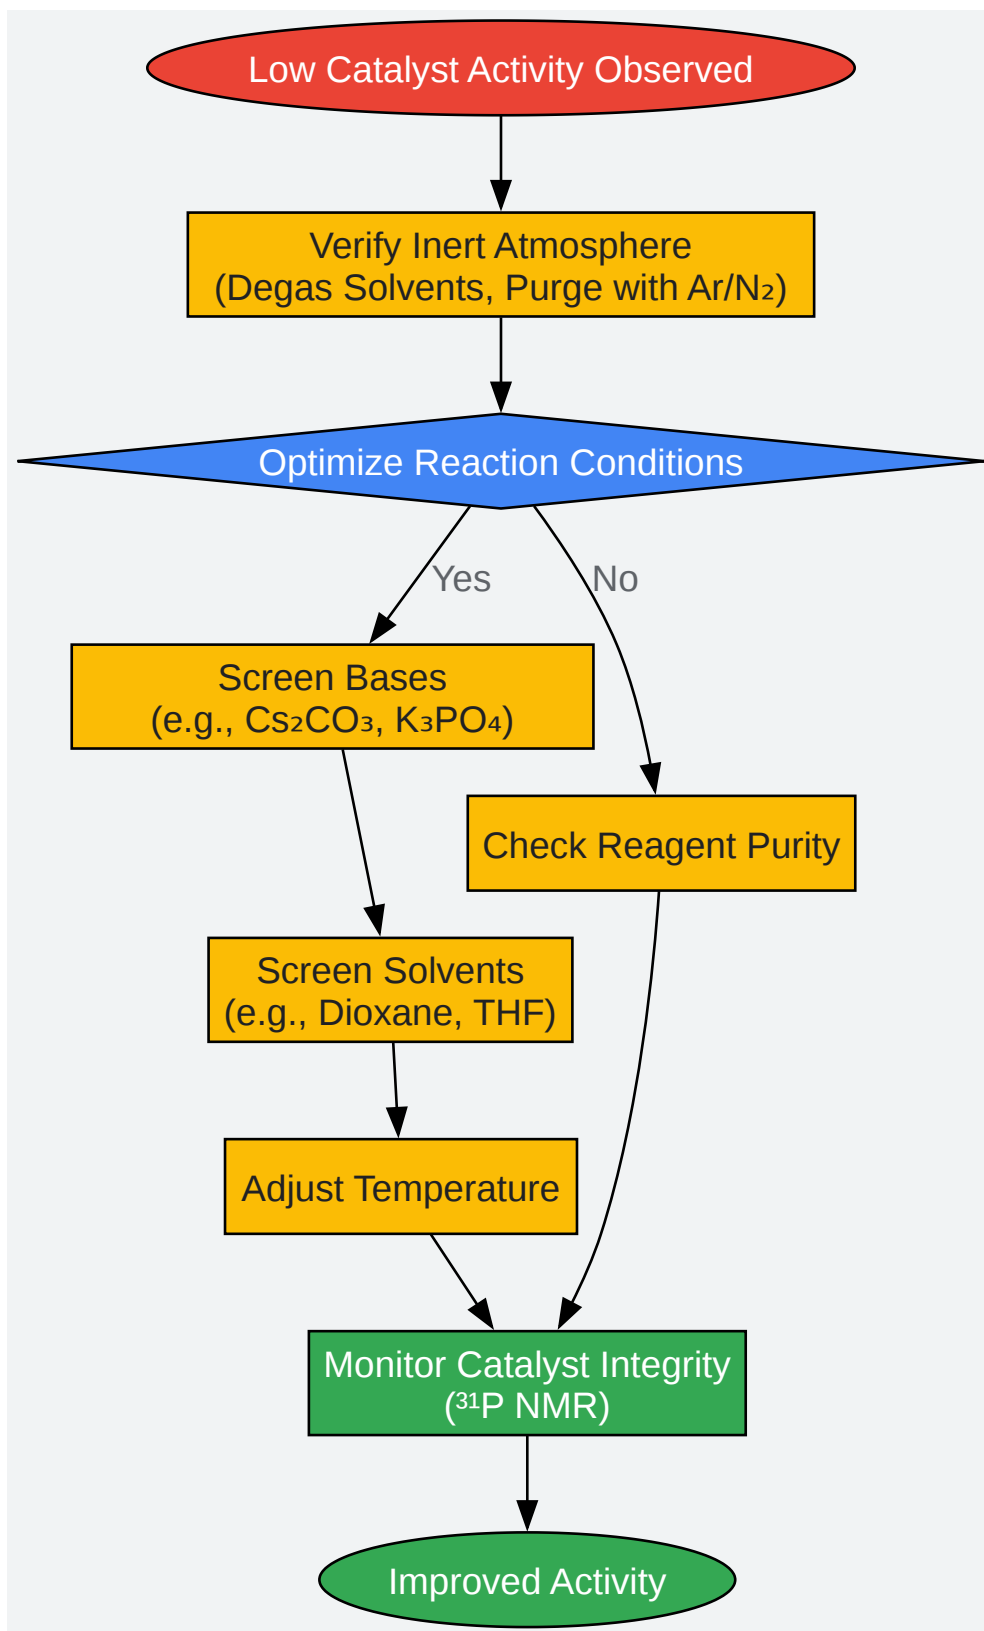 Low Catalyst Activity Observed
Verify Inert Atmosphere
(Degas Solvents, Purge with Ar/N₂)
Optimize Reaction Conditions
Yes
No
Screen Bases
(e.g., Cs₂CO₃, K₃PO₄)
Check Reagent Purity
Screen Solvents
(e.g., Dioxane, THF)
Adjust Temperature
Monitor Catalyst Integrity
(³¹P NMR)
Improved Activity